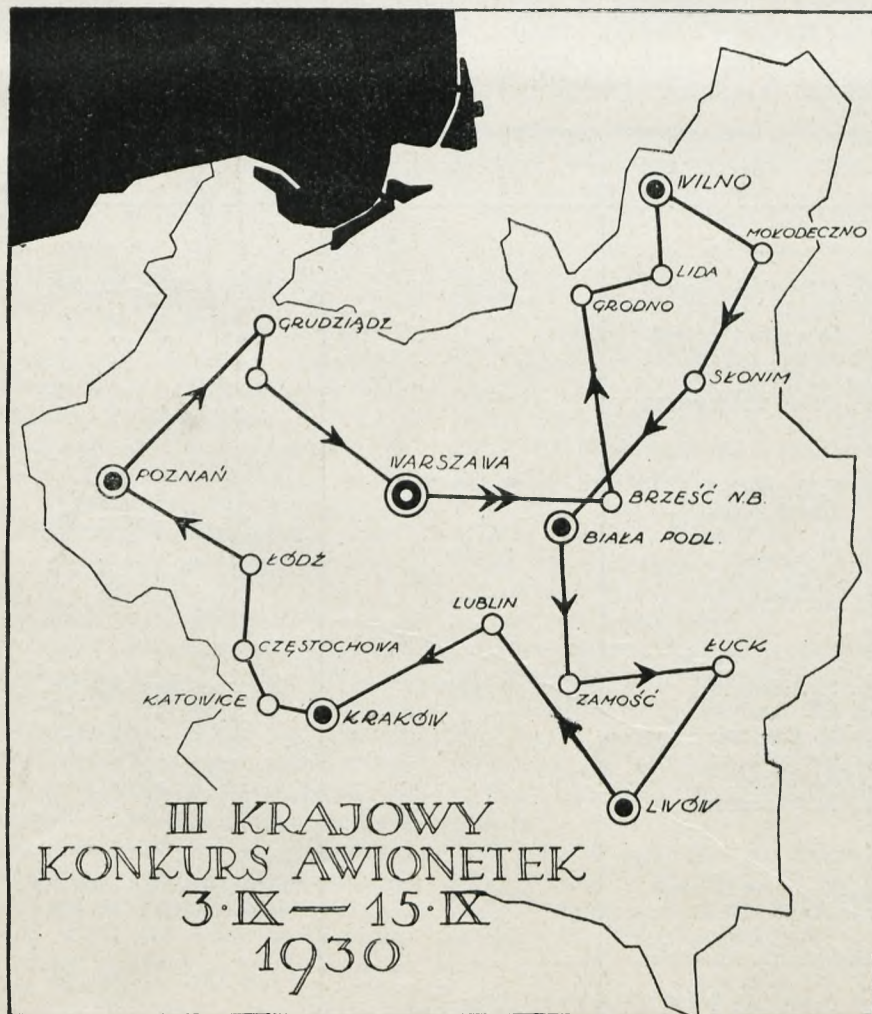 WILNO
MOŁODECZNO
LIDA
GRODNO
GRUDZIĄDZ
SŁONIM
WARSZAWA
POZNAŃ
BRZEŚĆ N.B.
BIAŁA PODL.
ŁÓDŹ
LUBLIN
CZĘSTOCHOWA
ŁUCK
KATOWICE
ZAMOŚĆ
KRAKÓW
LWÓW
III KRAJOWY
KONKURS AWIONETEK
3·IX — 15·IX
1930